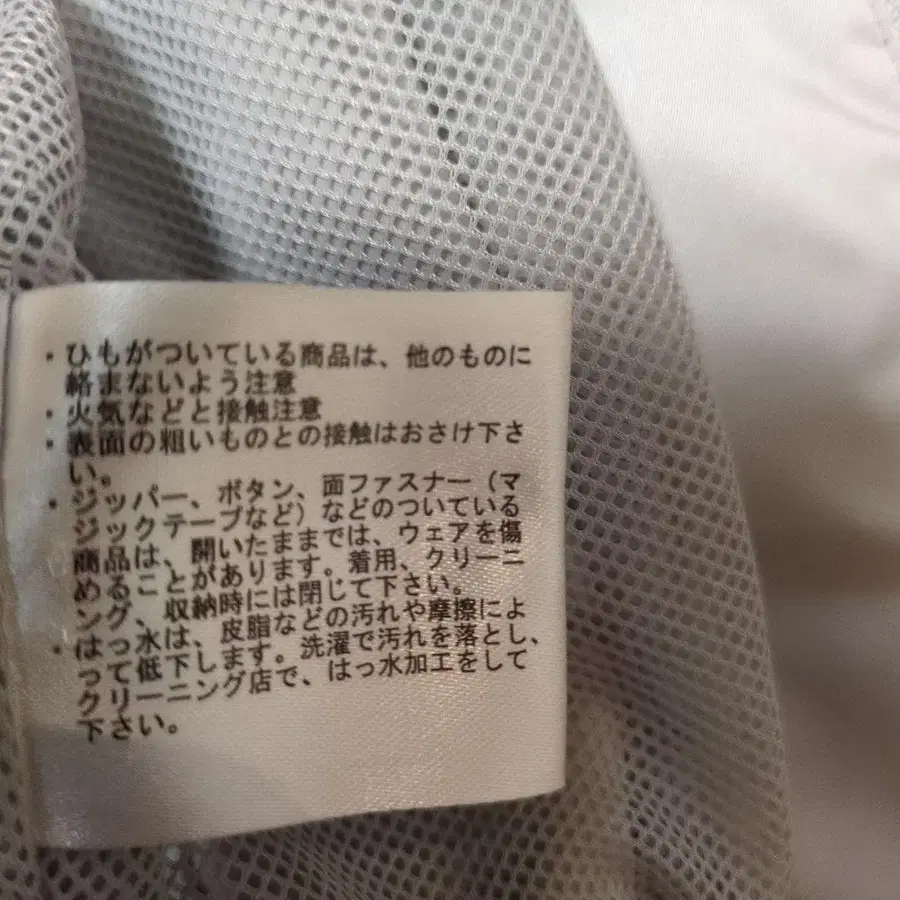 ・ひもがついている商品は、他のものに
絡まないよう注意
・火気などと接触注意
・表面の粗いものとの接触はおさけ下さ
い。
・ジッパー、ボタン、面ファスナー（マ
ジックテープなど）などのついている
商品は、開いたままでは、ウェアを傷
めることがあります。着用、クリーニ
ング、収納時には閉じて下さい。
・はっ水は、皮脂などの汚れや摩擦によ
って低下します。洗濯で汚れを落とし、
クリーニング店で、はっ水加工をして
下さい。